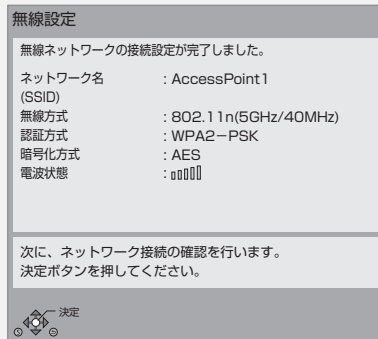 無線設定
無線ネットワークの接続設定が完了しました。
ネットワーク名 : AccessPoint1
(SSID)
無線方式 : 802.11n(5GHz/40MHz)
認証方式 : WPA2-PSK
暗号化方式 : AES
電波状態 :
次に、ネットワーク接続の確認を行います。
決定ボタンを押してください。
決定